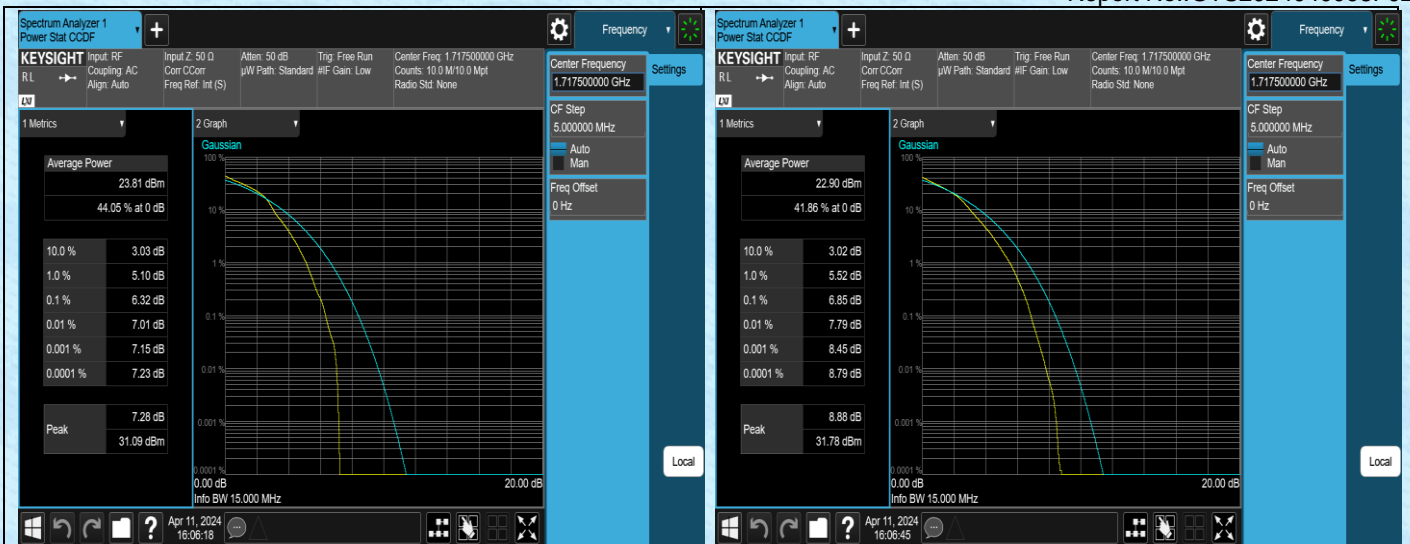 Spectrum Analyzer 1
Power Stat CCDF
Frequency
KEYSIGHT
R L
LXI
Input: RF
Coupling: AC
Align: Auto
Input Z: 50 Ω
Corr CCorr
Freq Ref: Int (S)
Atten: 50 dB
µW Path: Standard
Trig: Free Run
#IF Gain: Low
Center Freq: 1.717500000 GHz
Counts: 10.0 M/10.0 Mpt
Radio Std: None
Center Frequency
1.717500000 GHz
Settings
CF Step
5.000000 MHz
Auto
Man
Freq Offset
0 Hz
1 Metrics
2 Graph
Average Power
23.81 dBm
44.05 % at 0 dB
10.0 % 3.03 dB
1.0 % 5.10 dB
0.1 % 6.32 dB
0.01 % 7.01 dB
0.001 % 7.15 dB
0.0001 % 7.23 dB
Peak
7.28 dB
31.09 dBm
Gaussian
100 %
10 %
1 %
0.1 %
0.01 %
0.001 %
0.0001 %
0.00 dB 20.00 dB
Info BW 15.000 MHz
Local
?
Apr 11, 2024
16:06:18
Spectrum Analyzer 1
Power Stat CCDF
Frequency
KEYSIGHT
R L
LXI
Input: RF
Coupling: AC
Align: Auto
Input Z: 50 Ω
Corr CCorr
Freq Ref: Int (S)
Atten: 50 dB
µW Path: Standard
Trig: Free Run
#IF Gain: Low
Center Freq: 1.717500000 GHz
Counts: 10.0 M/10.0 Mpt
Radio Std: None
Center Frequency
1.717500000 GHz
Settings
CF Step
5.000000 MHz
Auto
Man
Freq Offset
0 Hz
1 Metrics
2 Graph
Average Power
22.90 dBm
41.86 % at 0 dB
10.0 % 3.02 dB
1.0 % 5.52 dB
0.1 % 6.85 dB
0.01 % 7.79 dB
0.001 % 8.45 dB
0.0001 % 8.79 dB
Peak
8.88 dB
31.78 dBm
Gaussian
100 %
10 %
1 %
0.1 %
0.01 %
0.001 %
0.0001 %
0.00 dB 20.00 dB
Info BW 15.000 MHz
Local
?
Apr 11, 2024
16:06:45